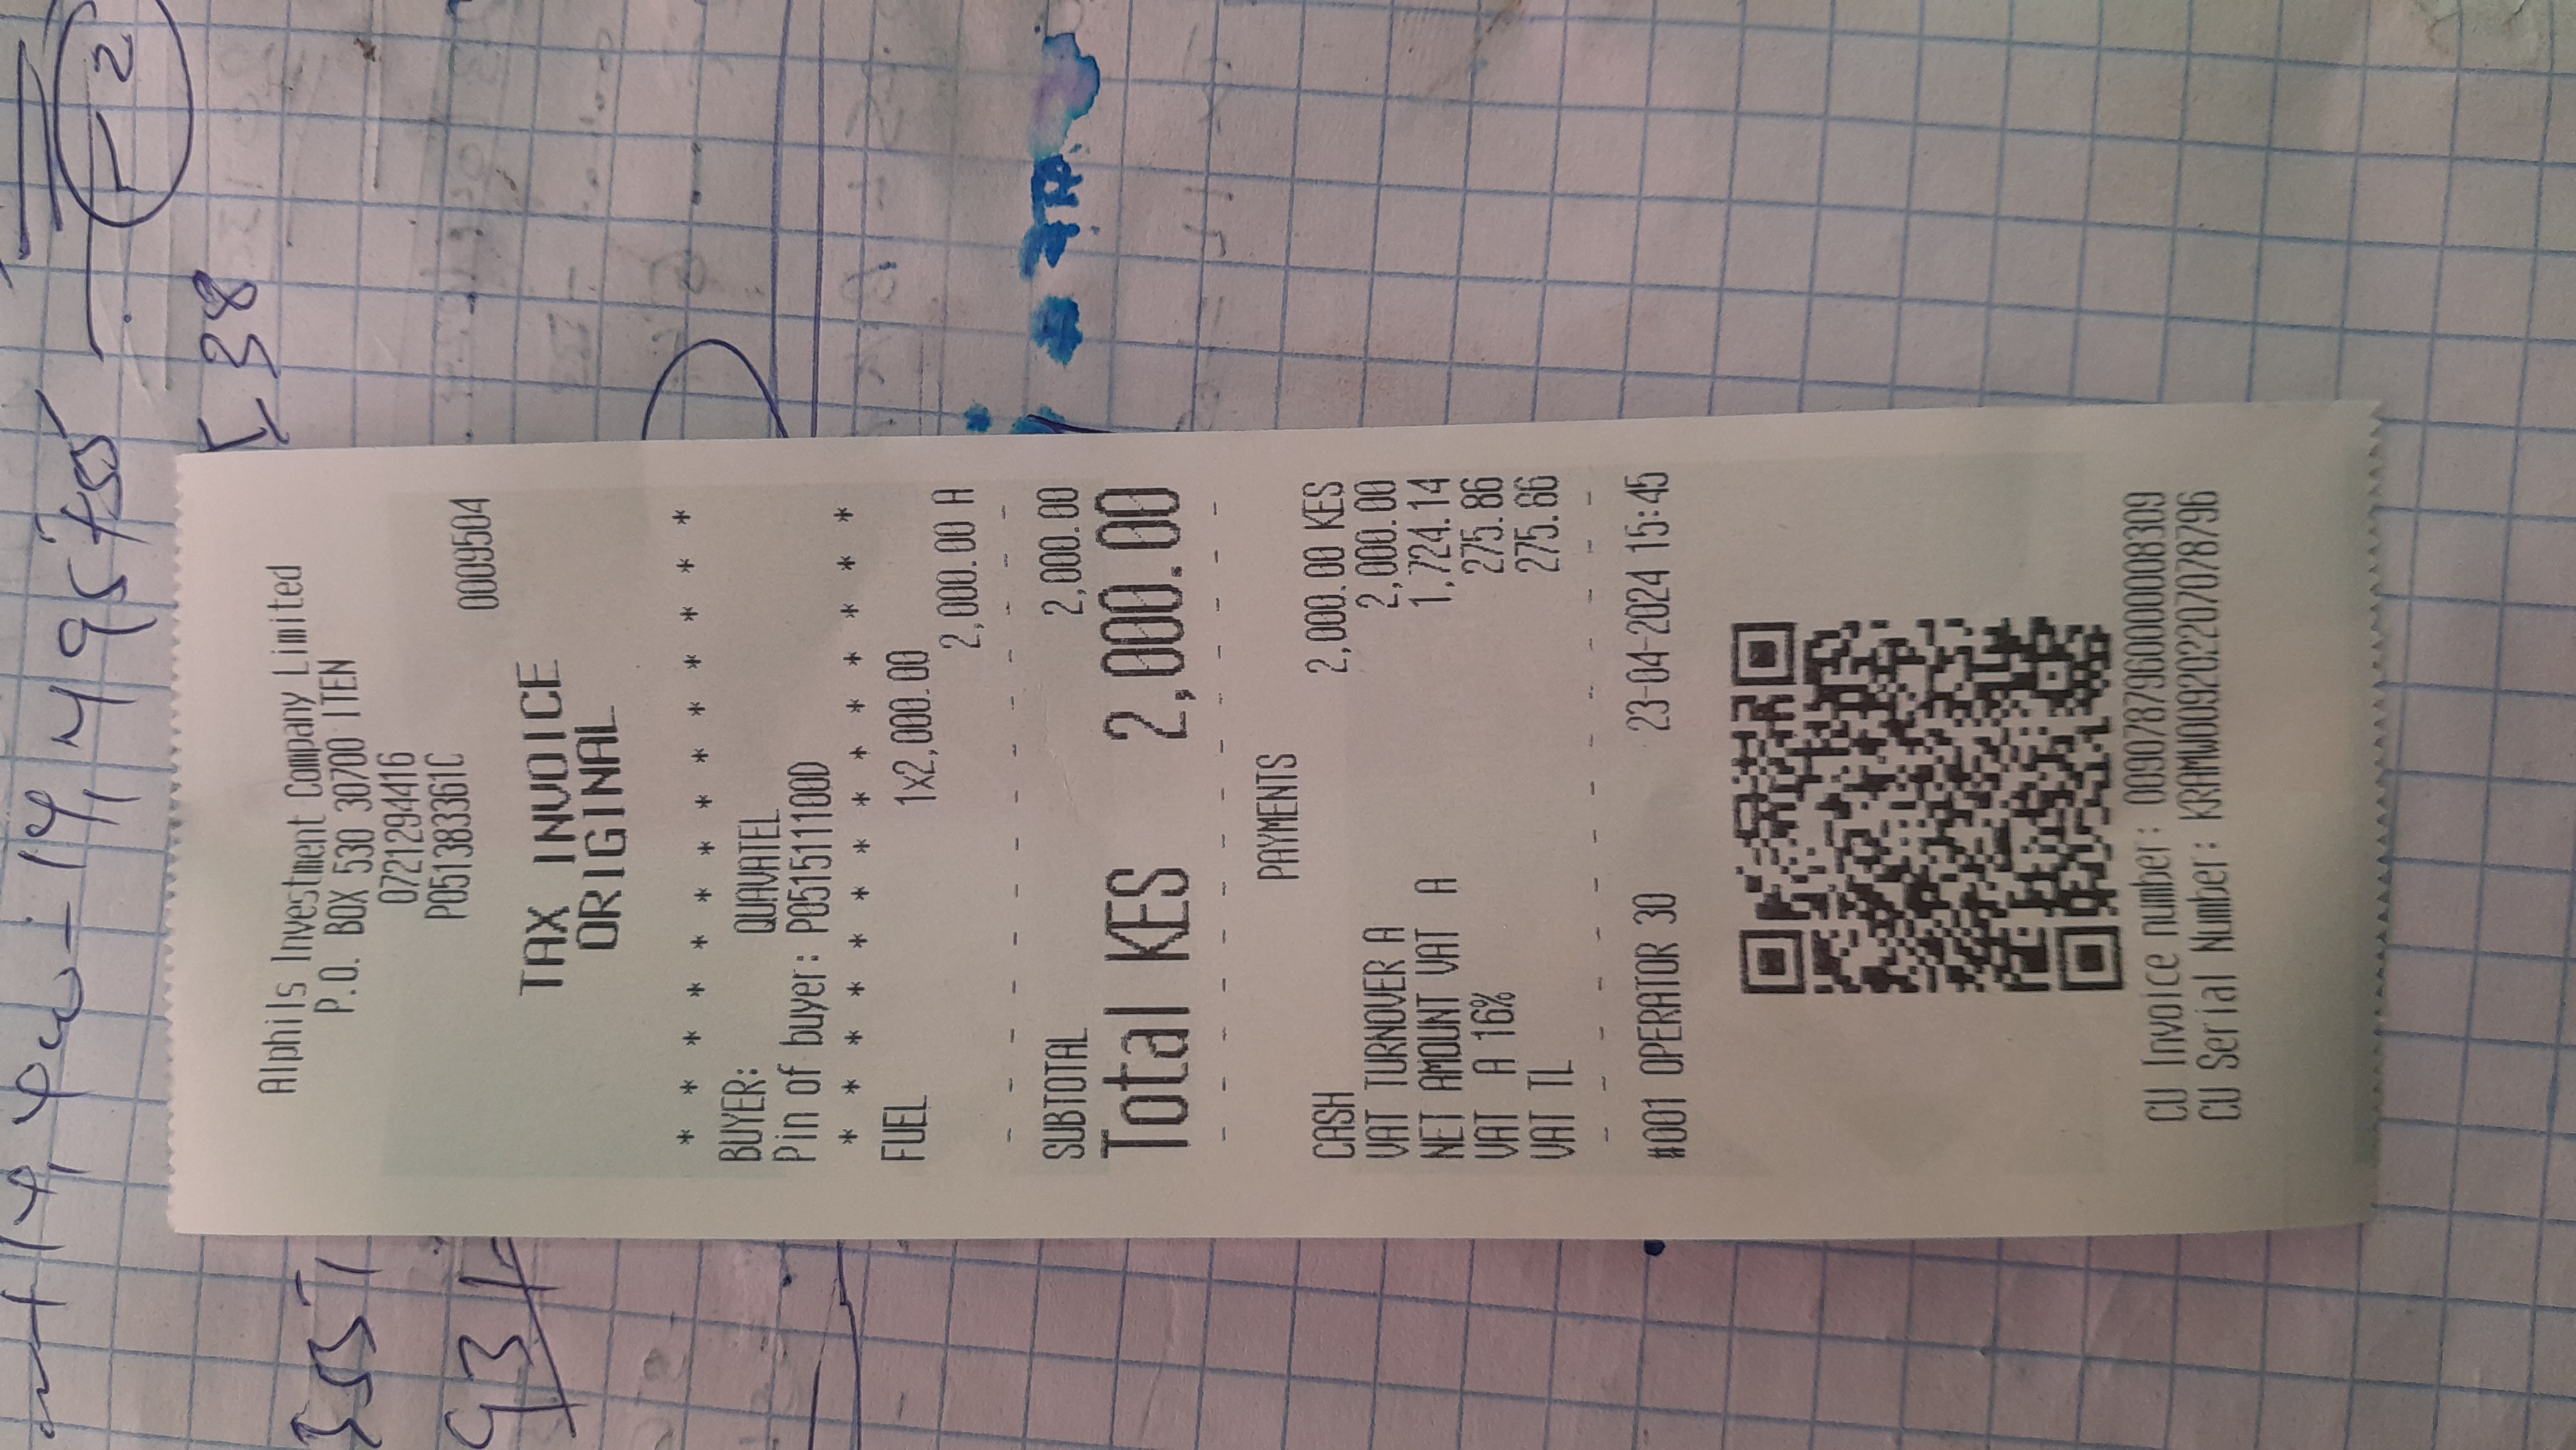 Alphils Investment Company Limited
P.O. BOX 530 30700 ITEN
0721294416
P051383361C
0009504
TAX INVOICE
ORIGINAL
* * * * * * * * * * * * * *
BUYER: QUAVATEL
Pin of buyer: P051511100D
* * * * * * * * * * * * * *
FUEL 1x2,000.00
2,000.00 A
SUBTOTAL 2,000.00
Total KES 2,000.00
PAYMENTS
CASH 2,000.00 KES
VAT TURNOVER A 2,000.00
NET AMOUNT VAT A 1,724.14
VAT A 16% 275.86
VAT TL 275.86
#001 OPERATOR 30 23-04-2024 15:45
CU Invoice number: 0090787960000008309
CU Serial Number: KRAMW009202207078796